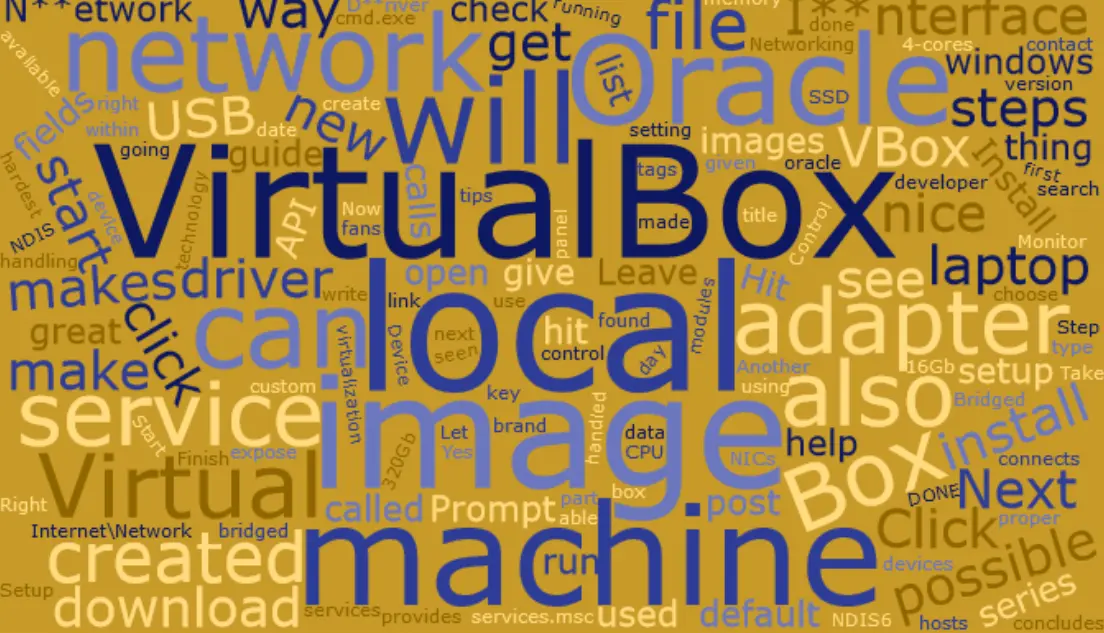 N**etwork
way
D**nver
cmd.exe
check
running
memory
I**nterface
done
file
get
list
Networking
4-cores
contact
available
network
will
Oracle
windows
version
SSD
steps
fields
right
USB
create
new
within
date
setting
images
VBox
thing
going
guide
VirtualBox
tags
given
oracle
Install
first
search
developer
hardest
start
device
technology
API
Now
fans
calls
tips
made
title
Control
nice
NDIS
panel
Monitor
handling
makes
driver
open
give
Leave
Hit
see
laptop
write
link
use
local
modules
adapter
choose
great
click
can
virtualization
Device
next
seen
hit
found
control
day
Step
type
make
custom
key
Another
using
also
16Gb
setup
Take
service
Start
image
Let
Yes
brand
handled
data
CPU
NICs
help
Bridged
install
Finish
expose
320Gb
Box
connects
Virtual
Right
called
Prompt
part
able
box
post
DONE
Next
Internet\Network
bridged
machine
run
Click
proper
created
devices
possible
Setup
download
services
provides
services.msc
used
default
NDIS6
hosts
series
concludes